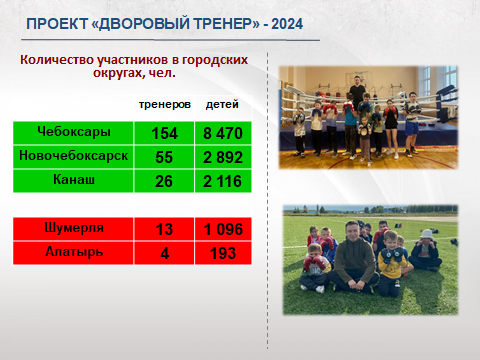 ПРОЕКТ «ДВОРОВЫЙ ТРЕНЕР» - 2024
Количество участников в городских
округах, чел.
тренеров детей
Чебоксары 154 8 470
Новочебоксарск 55 2 892
Канаш 26 2 116
Шумерля 13 1 096
Алатырь 4 193